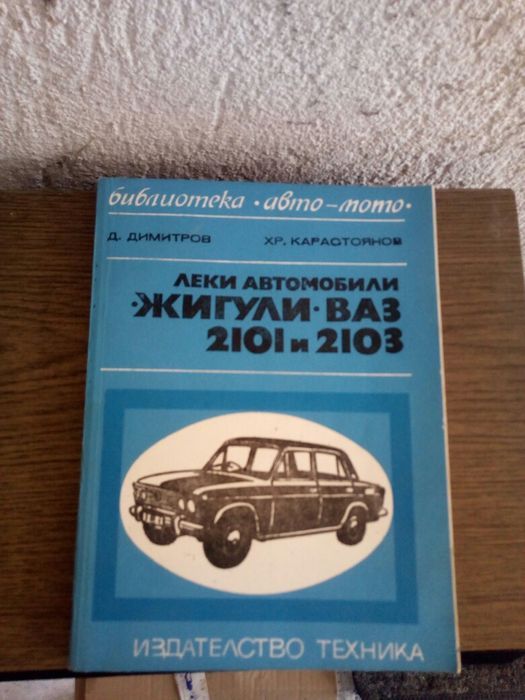 библиотека • авто-мото •
Д. ДИМИТРОВ ХР. КАРАСТОЯНОВ
ЛЕКИ АВТОМОБИЛИ
• ЖИГУЛИ • ВАЗ
2101 и 2103
ИЗДАТЕЛСТВО ТЕХНИКА